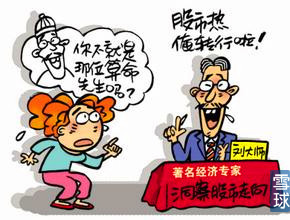 你不就是
那位算命
先生吗?
股市热
俺转行啦!
刘大师
著名经济专家
洞察股市走向
雪球